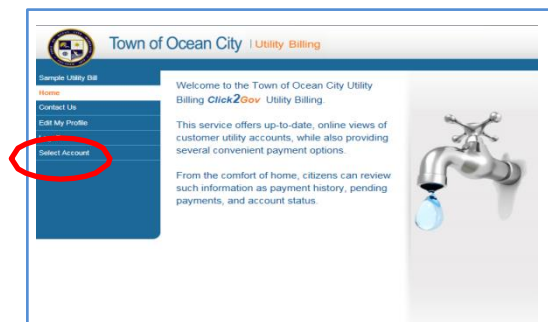 Town of Ocean City | Utility Billing
Sample Utility Bill
Home
Contact Us
Edit My Profile
Select Account
Welcome to the Town of Ocean City Utility
Billing Click2Gov Utility Billing.
This service offers up-to-date, online views of
customer utility accounts, while also providing
several convenient payment options.
From the comfort of home, citizens can review
such information as payment history, pending
payments, and account status.